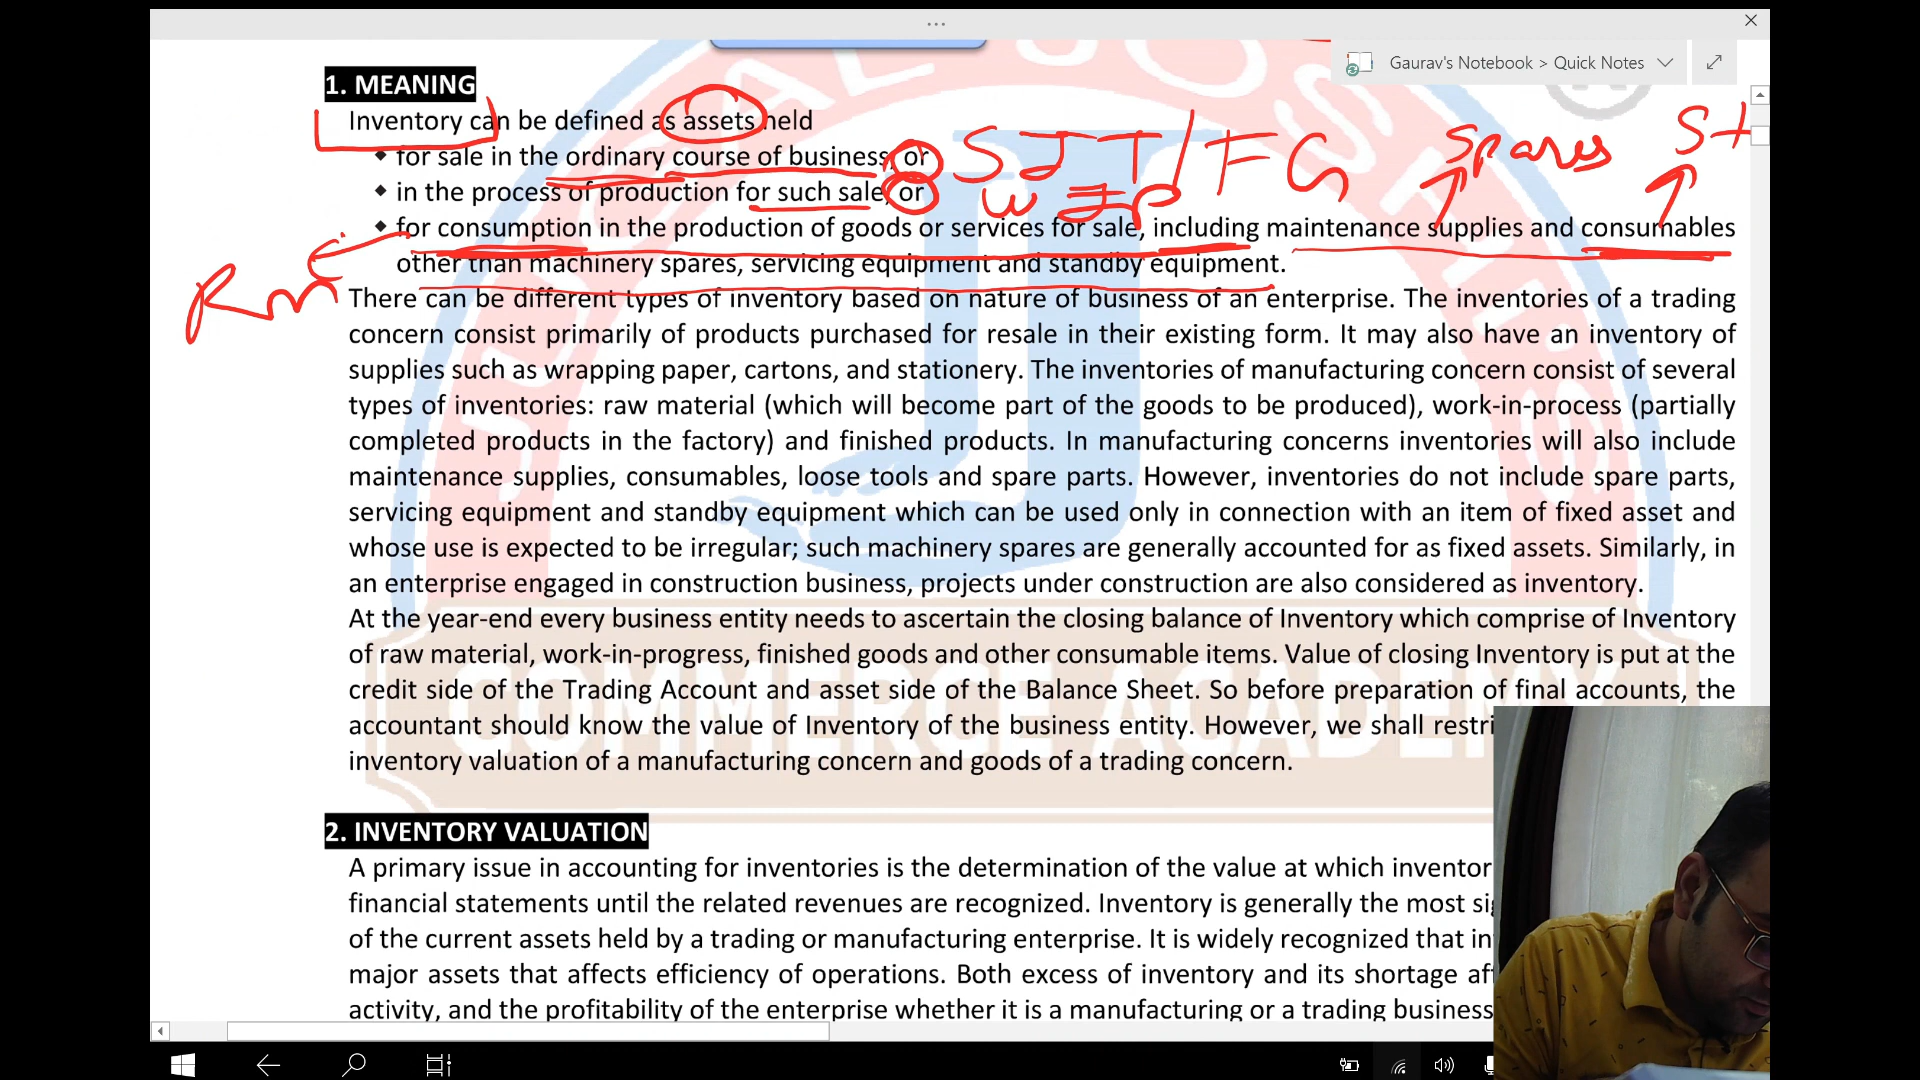 Gaurav's Notebook > Quick Notes
1. MEANING
Inventory can be defined as assets held
◆ for sale in the ordinary course of business, or
SIT/FG
spares
St
◆ in the process of production for such sale, or
WIP
◆ for consumption in the production of goods or services for sale, including maintenance supplies and consumables
other than machinery spares, servicing equipment and standby equipment.
Rm
There can be different types of inventory based on nature of business of an enterprise. The inventories of a trading
concern consist primarily of products purchased for resale in their existing form. It may also have an inventory of
supplies such as wrapping paper, cartons, and stationery. The inventories of manufacturing concern consist of several
types of inventories: raw material (which will become part of the goods to be produced), work-in-process (partially
completed products in the factory) and finished products. In manufacturing concerns inventories will also include
maintenance supplies, consumables, loose tools and spare parts. However, inventories do not include spare parts,
servicing equipment and standby equipment which can be used only in connection with an item of fixed asset and
whose use is expected to be irregular; such machinery spares are generally accounted for as fixed assets. Similarly, in
an enterprise engaged in construction business, projects under construction are also considered as inventory.
At the year-end every business entity needs to ascertain the closing balance of Inventory which comprise of Inventory
of raw material, work-in-progress, finished goods and other consumable items. Value of closing Inventory is put at the
credit side of the Trading Account and asset side of the Balance Sheet. So before preparation of final accounts, the
accountant should know the value of Inventory of the business entity. However, we shall restri
inventory valuation of a manufacturing concern and goods of a trading concern.
COMMERCE ACADEMY
2. INVENTORY VALUATION
A primary issue in accounting for inventories is the determination of the value at which inventor
financial statements until the related revenues are recognized. Inventory is generally the most si
of the current assets held by a trading or manufacturing enterprise. It is widely recognized that in
major assets that affects efficiency of operations. Both excess of inventory and its shortage af
activity, and the profitability of the enterprise whether it is a manufacturing or a trading business